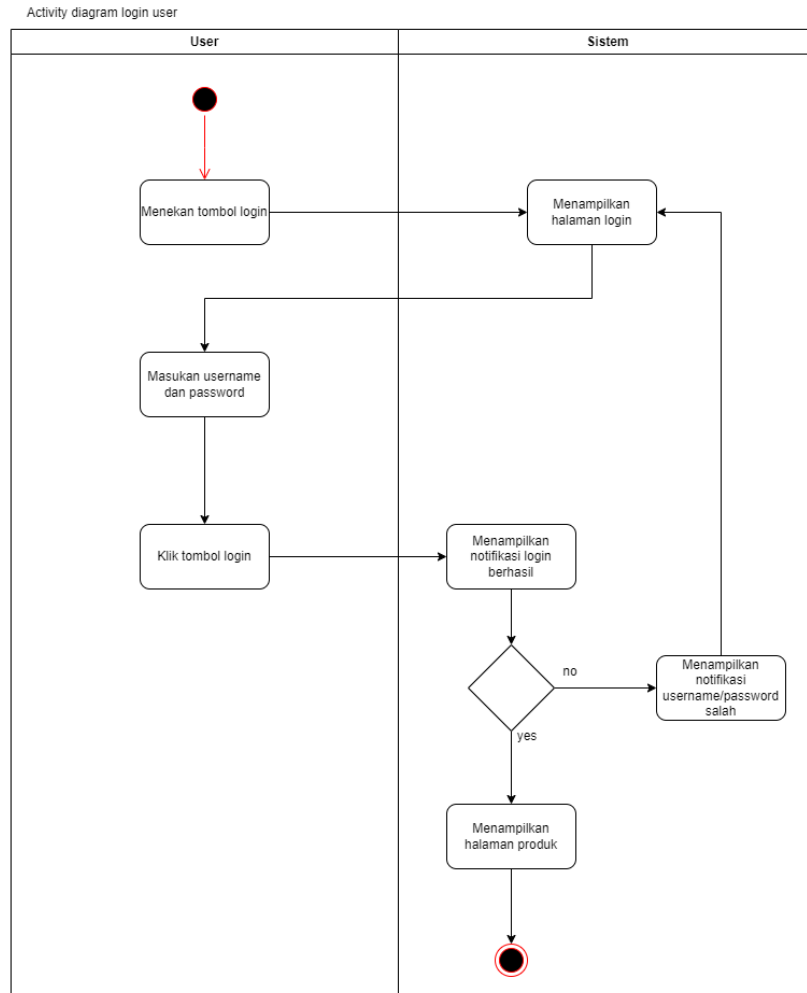 Activity diagram login user
User
Sistem
Menekan tombol login
Menampilkan
halaman login
Masukan username
dan password
Klik tombol login
Menampilkan
notifikasi login
berhasil
no
Menampilkan
notifikasi
username/password
salah
yes
Menampilkan
halaman produk